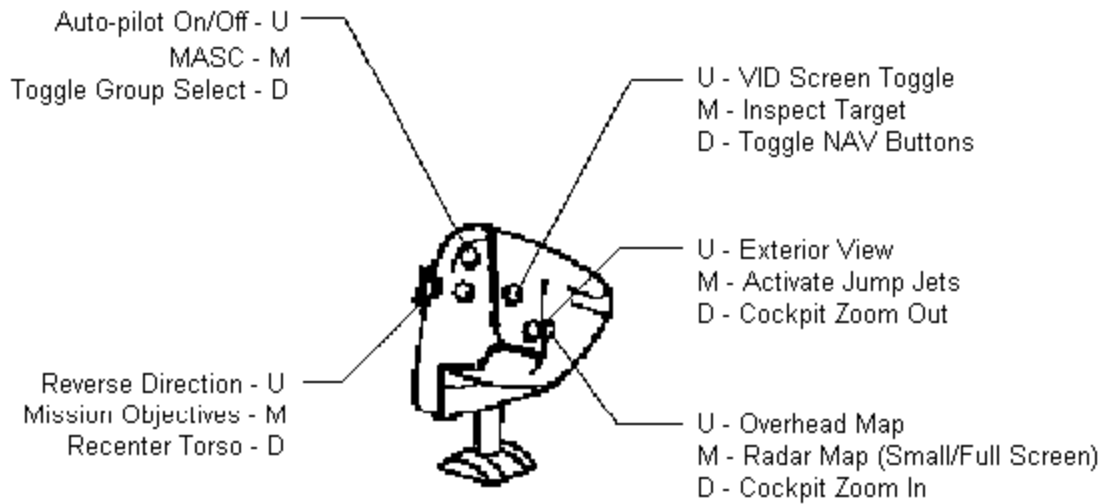 Auto-pilot On/Off - U
MASC - M
Toggle Group Select - D
U - VID Screen Toggle
M - Inspect Target
D - Toggle NAV Buttons
U - Exterior View
M - Activate Jump Jets
D - Cockpit Zoom Out
Reverse Direction - U
Mission Objectives - M
Recenter Torso - D
U - Overhead Map
M - Radar Map (Small/Full Screen)
D - Cockpit Zoom In